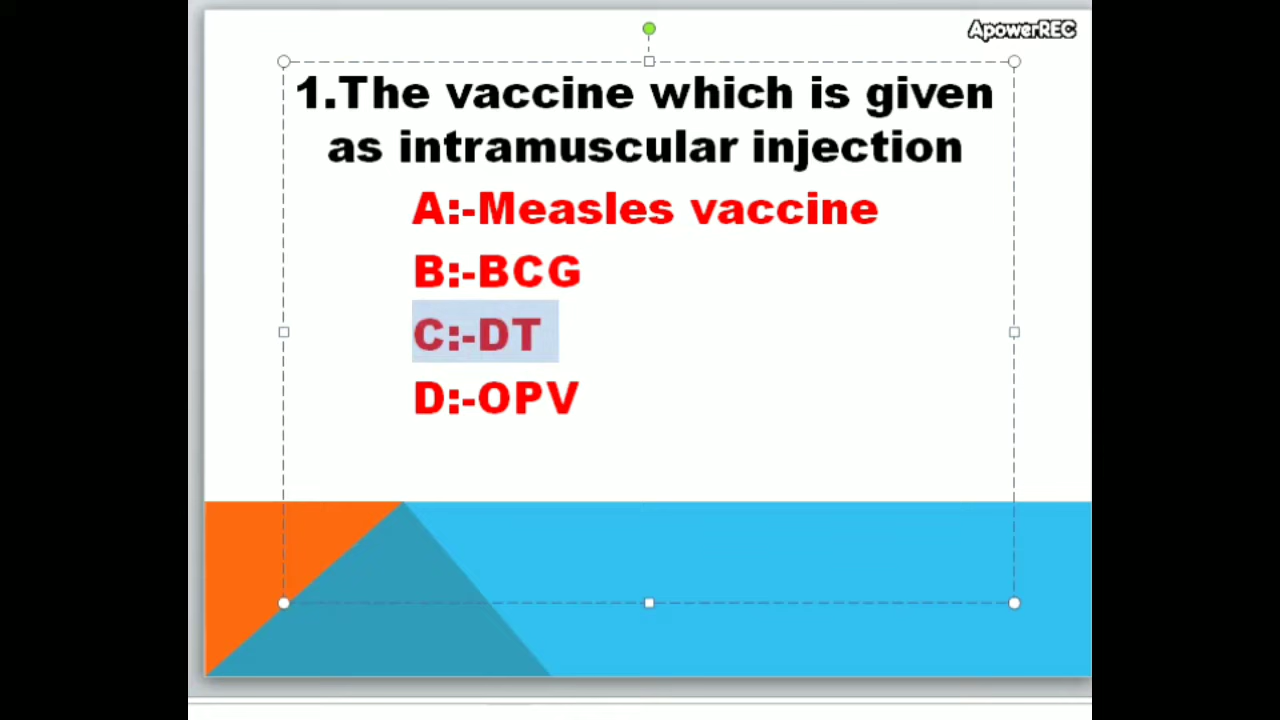 ApowerREC
1.The vaccine which is given
as intramuscular injection
A:-Measles vaccine
B:-BCG
C:-DT
D:-OPV